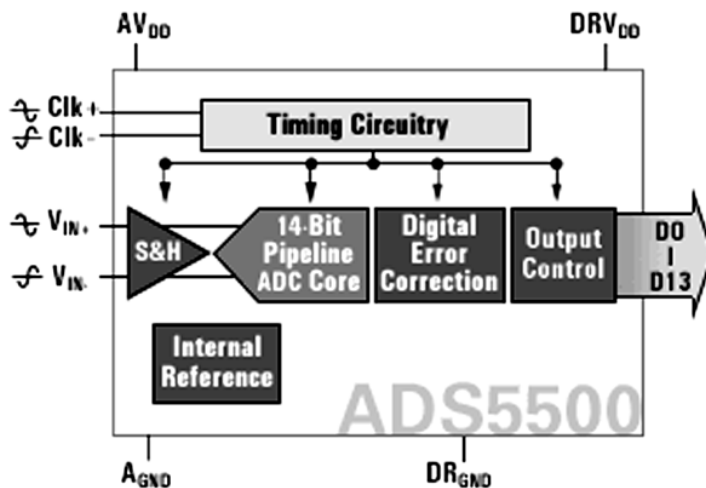 AVDD
DRVDD
Clk+
Clk-
Timing Circuitry
VIN+
VIN-
S&H
14-Bit
Pipeline
ADC Core
Digital
Error
Correction
Output
Control
D0
I
D13
Internal
Reference
ADS5500
AGND
DRGND